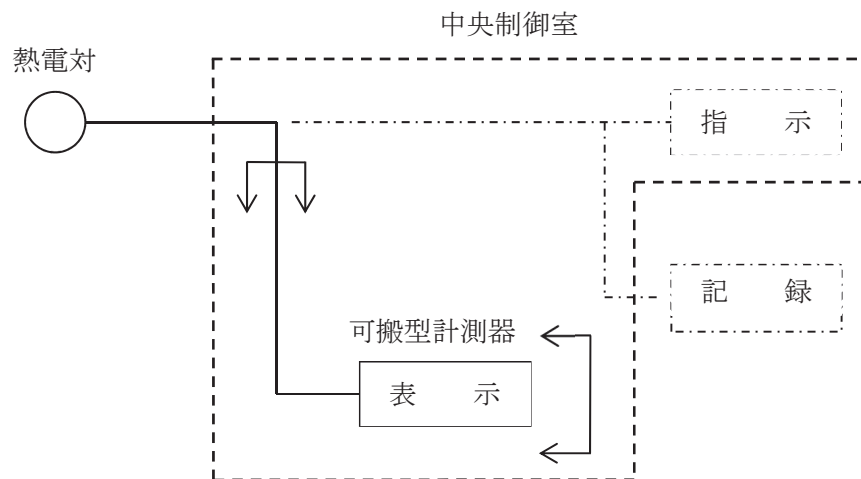 中央制御室
熱電対
指　示
記　録
可搬型計測器
表　示